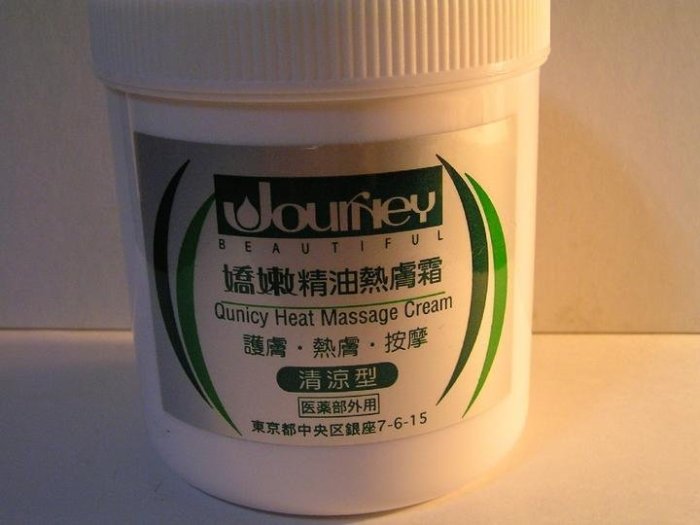 Journey
BEAUTIFUL
嬌嫩精油熱膚霜
Qunicy Heat Massage Cream
護膚・熱膚・按摩
清涼型
医薬部外用
東京都中央区銀座7-6-15